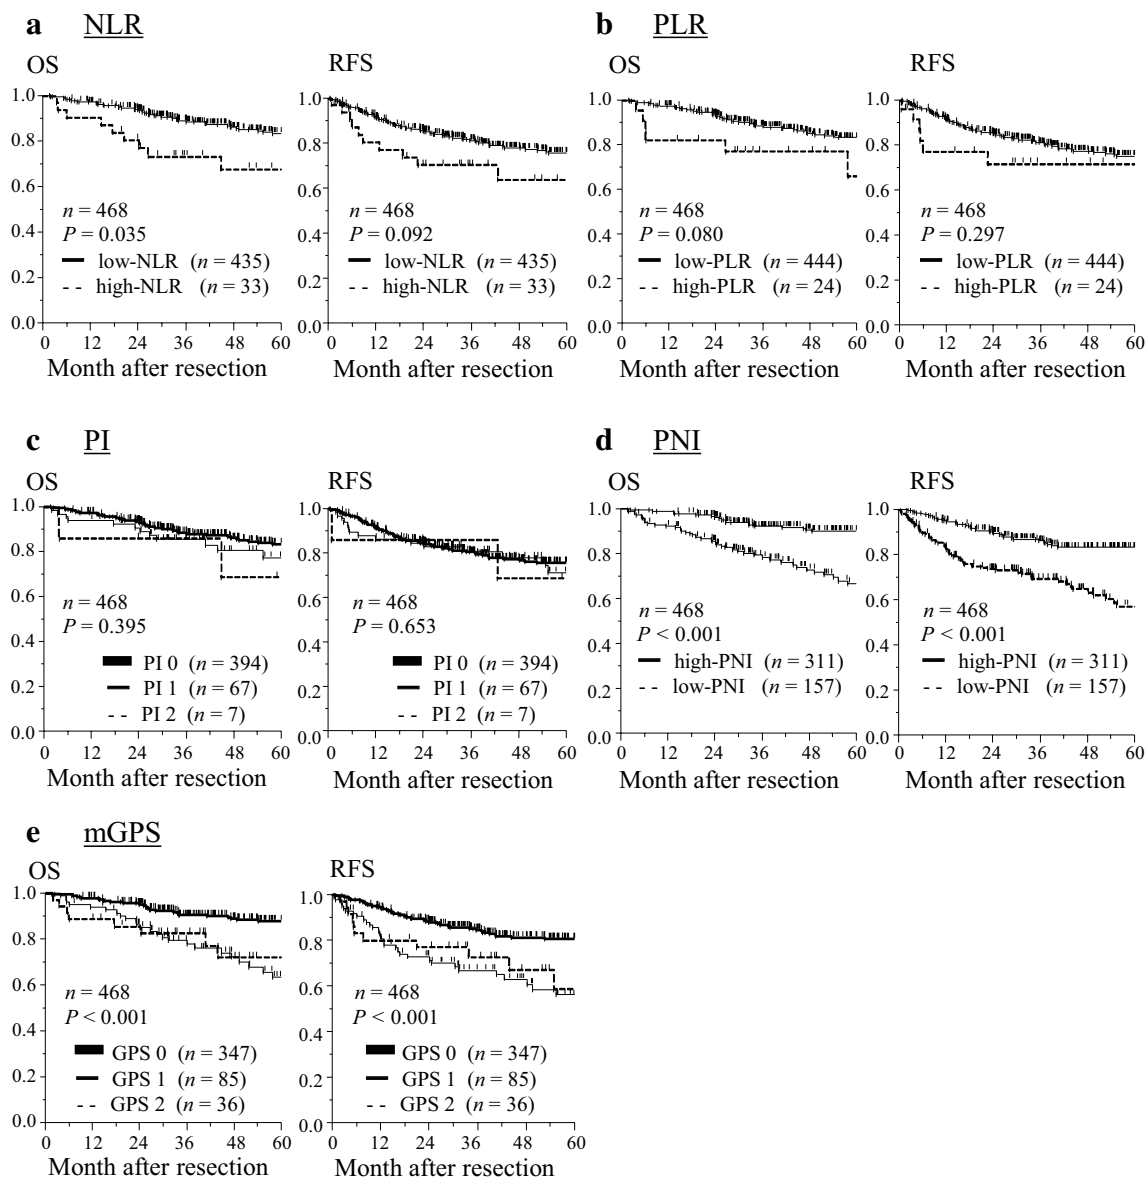 a NLR
OS
1.0
0.8
0.6
0.4
0.2
0.0
n = 468
P = 0.035
low-NLR (n = 435)
high-NLR (n = 33)
0 12 24 36 48 60
Month after resection
RFS
1.0
0.8
0.6
0.4
0.2
0.0
n = 468
P = 0.092
low-NLR (n = 435)
high-NLR (n = 33)
0 12 24 36 48 60
Month after resection
b PLR
OS
1.0
0.8
0.6
0.4
0.2
0.0
n = 468
P = 0.080
low-PLR (n = 444)
high-PLR (n = 24)
0 12 24 36 48 60
Month after resection
RFS
1.0
0.8
0.6
0.4
0.2
0.0
n = 468
P = 0.297
low-PLR (n = 444)
high-PLR (n = 24)
0 12 24 36 48 60
Month after resection
c PI
OS
1.0
0.8
0.6
0.4
0.2
0.0
n = 468
P = 0.395
PI 0 (n = 394)
PI 1 (n = 67)
PI 2 (n = 7)
0 12 24 36 48 60
Month after resection
RFS
1.0
0.8
0.6
0.4
0.2
0.0
n = 468
P = 0.653
PI 0 (n = 394)
PI 1 (n = 67)
PI 2 (n = 7)
0 12 24 36 48 60
Month after resection
d PNI
OS
1.0
0.8
0.6
0.4
0.2
0.0
n = 468
P < 0.001
high-PNI (n = 311)
low-PNI (n = 157)
0 12 24 36 48 60
Month after resection
RFS
1.0
0.8
0.6
0.4
0.2
0.0
n = 468
P < 0.001
high-PNI (n = 311)
low-PNI (n = 157)
0 12 24 36 48 60
Month after resection
e mGPS
OS
1.0
0.8
0.6
0.4
0.2
0.0
n = 468
P < 0.001
GPS 0 (n = 347)
GPS 1 (n = 85)
GPS 2 (n = 36)
0 12 24 36 48 60
Month after resection
RFS
1.0
0.8
0.6
0.4
0.2
0.0
n = 468
P < 0.001
GPS 0 (n = 347)
GPS 1 (n = 85)
GPS 2 (n = 36)
0 12 24 36 48 60
Month after resection